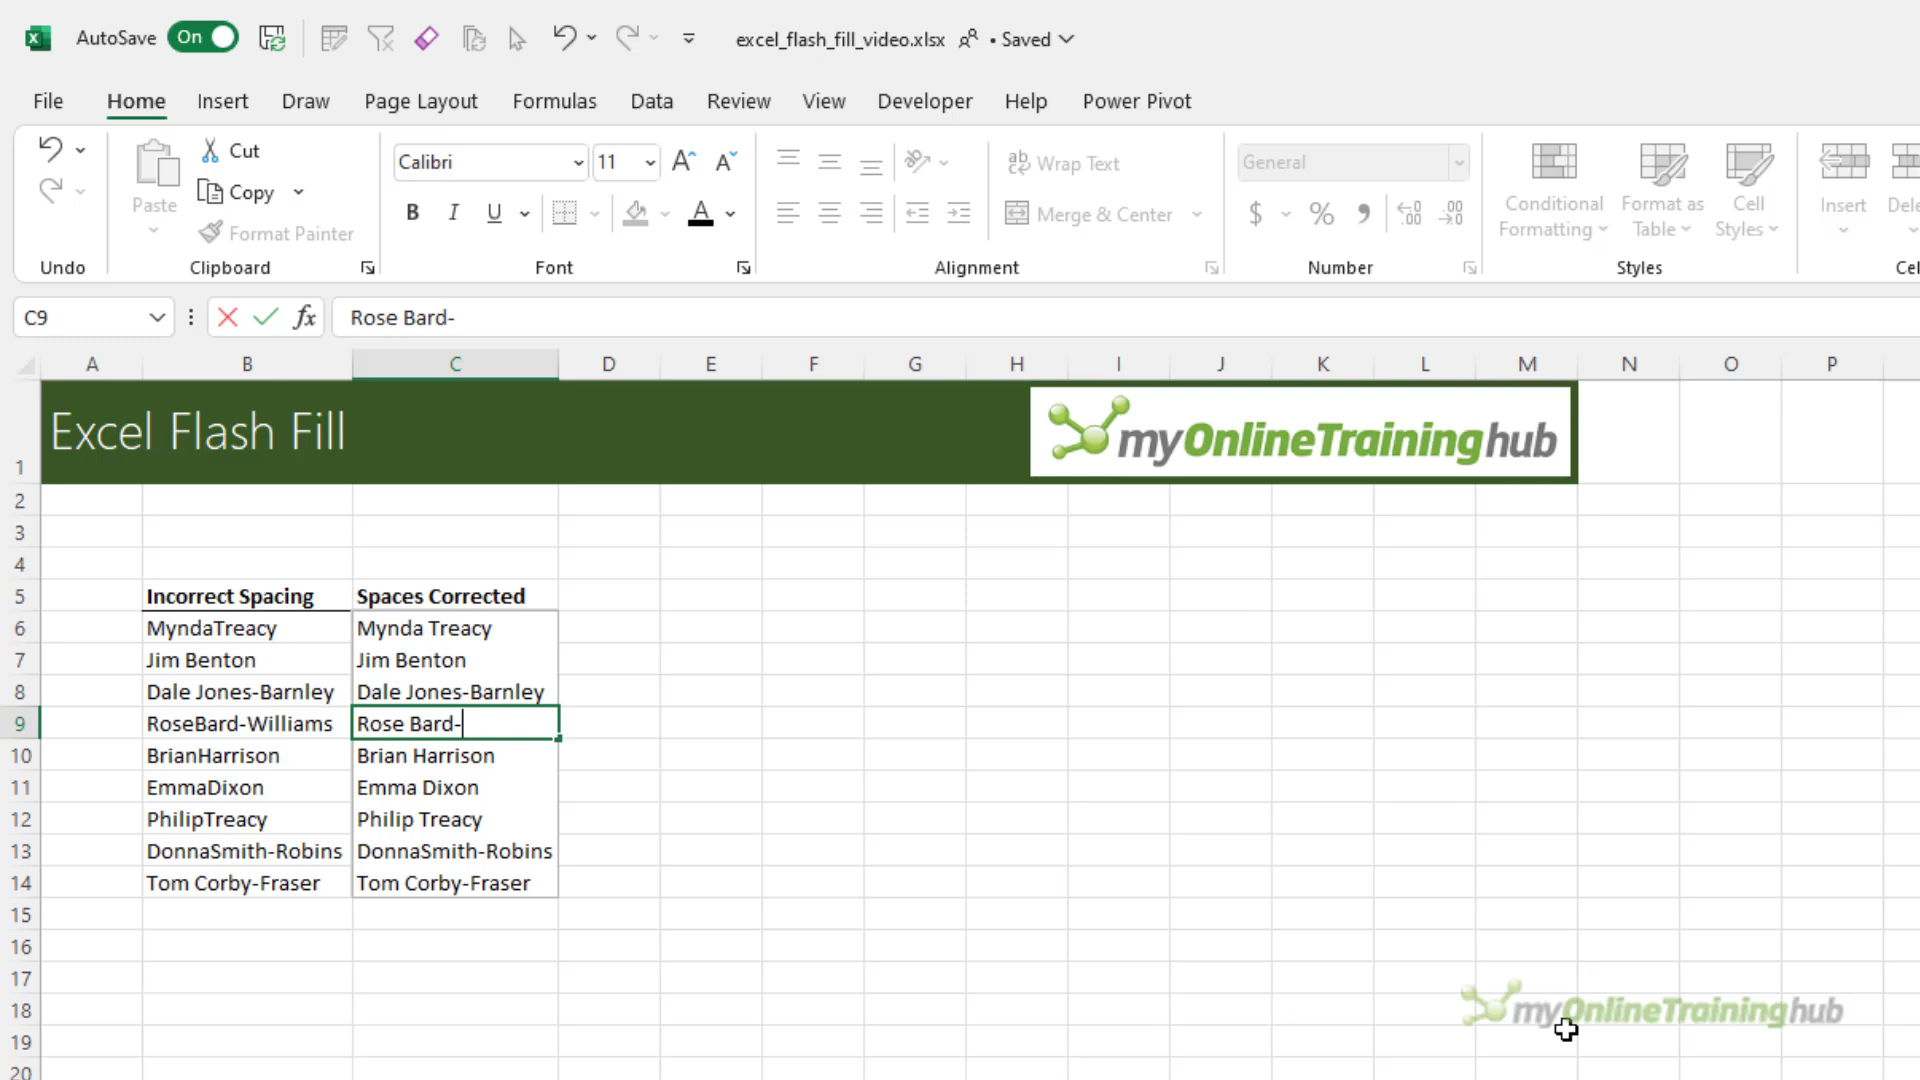 AutoSave On excel_flash_fill_video.xlsx • Saved
File Home Insert Draw Page Layout Formulas Data Review View Developer Help Power Pivot
Cut
Copy
Paste
Format Painter
Undo Clipboard
Calibri 11
B I U A
Font
ab Wrap Text
Merge & Center
Alignment
General
$ % 9 .00 .00
Number
Conditional Formatting
Format as Table
Cell Styles
Styles
Insert
C9 fx Rose Bard-
A B C D E F G H I J K L M N O P
1 Excel Flash Fill myOnlineTraininghub
2
3
4
5 Incorrect Spacing Spaces Corrected
6 MyndaTreacy Mynda Treacy
7 Jim Benton Jim Benton
8 Dale Jones-Barnley Dale Jones-Barnley
9 RoseBard-Williams Rose Bard-
10 BrianHarrison Brian Harrison
11 EmmaDixon Emma Dixon
12 PhilipTreacy Philip Treacy
13 DonnaSmith-Robins DonnaSmith-Robins
14 Tom Corby-Fraser Tom Corby-Fraser
15
16
17
18 myOnlineTraininghub
19
20